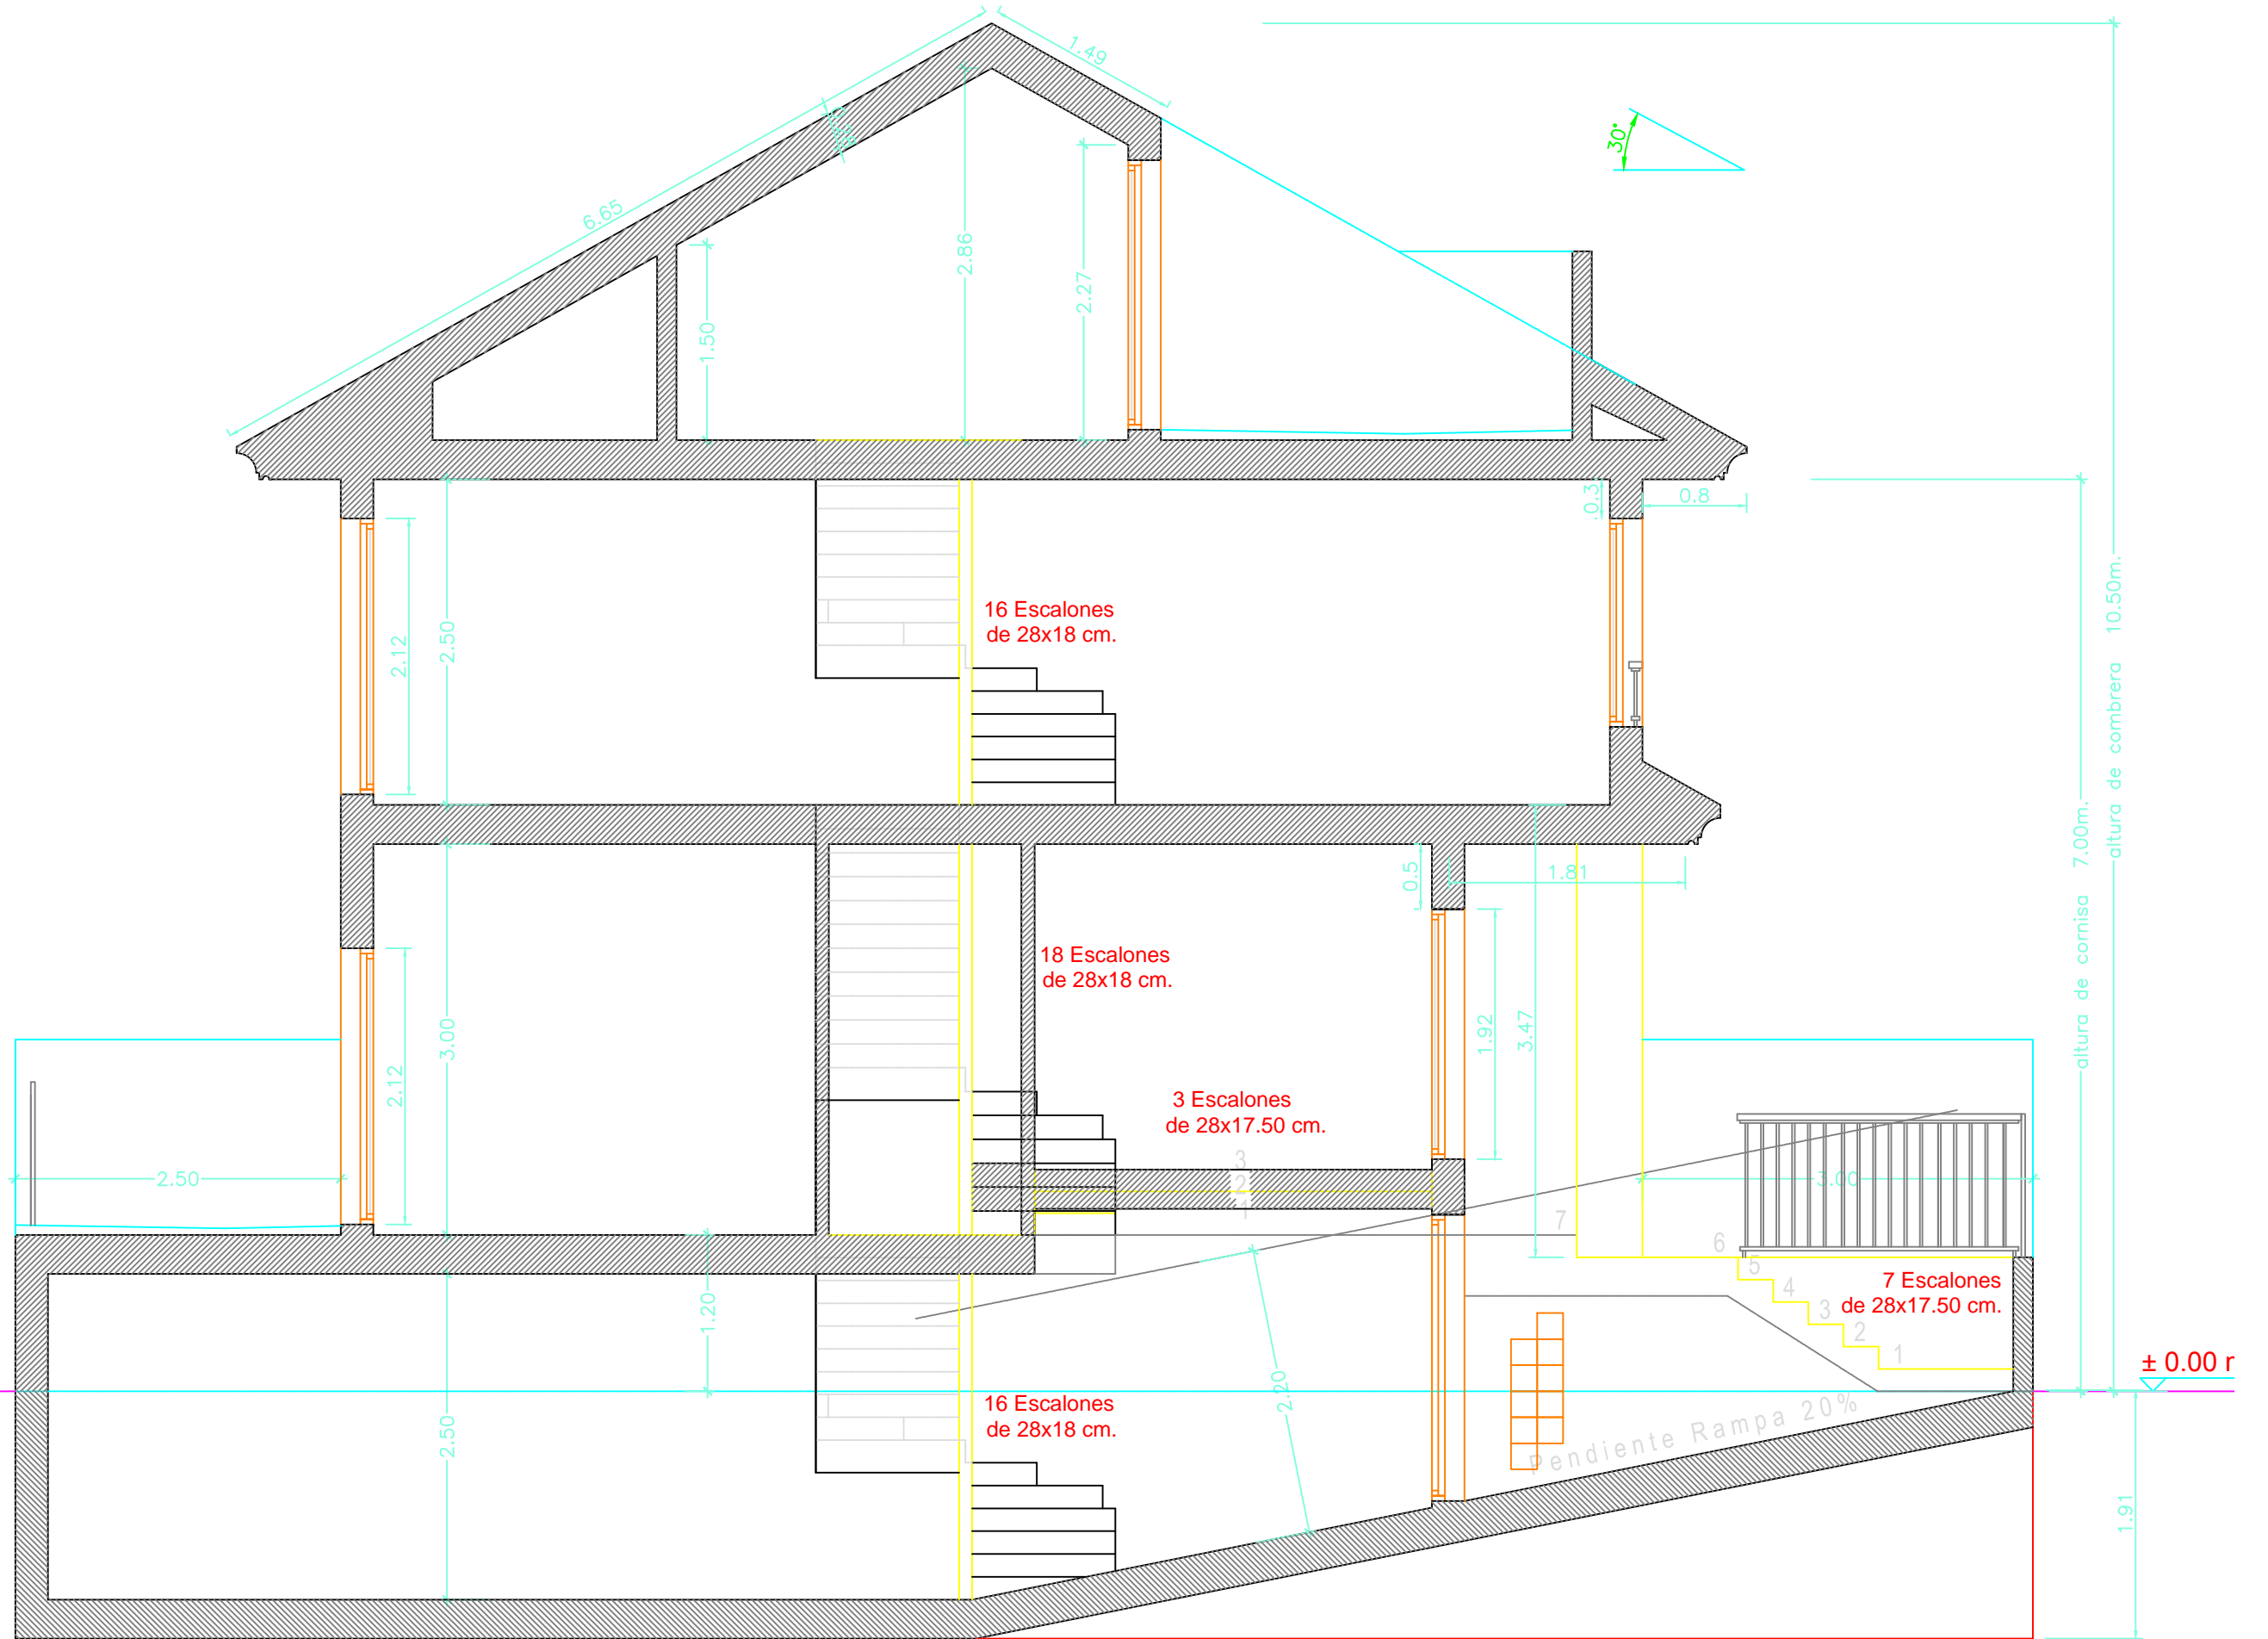 1.49
30°
6.65
2.86
2.27
1.50
.03
0.8
altura de combrera 10.50m.
16 Escalones
de 28x18 cm.
2.12
2.50
altura de cornisa 7.00m.
1.81
0.5
18 Escalones
de 28x18 cm.
3.00
1.92
3.47
2.12
3 Escalones
de 28x17.50 cm.
3
2
1
2.50
3.00
7
6
5
4
3
2
1
7 Escalones
de 28x17.50 cm.
1.20
± 0.00 r
2.20
16 Escalones
de 28x18 cm.
Pendiente Rampa 20%
2.50
1.91